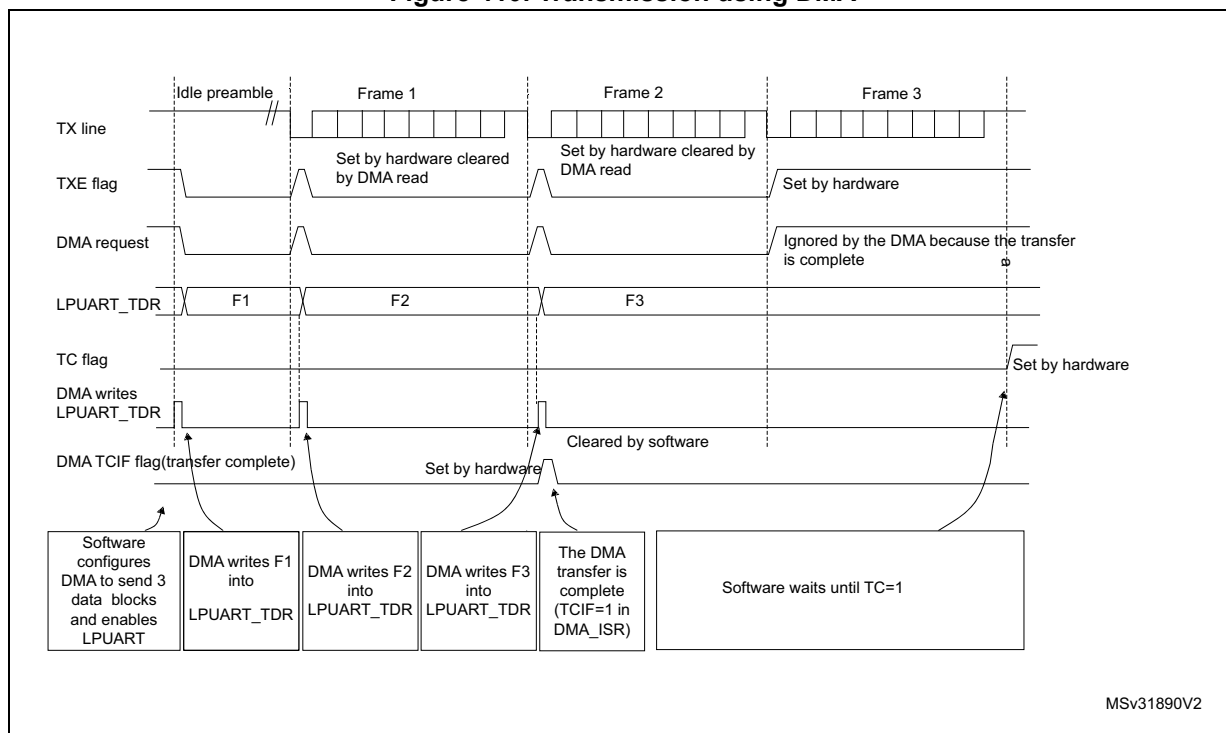 Figure
Transmission using DMA
Idle preamble
Frame 1
Frame 2
Frame 3
TX line
Set by hardware cleared
by DMA read
Set by hardware cleared by
DMA read
TXE flag
Set by hardware
DMA request
Ignored by the DMA because the transfer
is complete
a
LPUART_TDR
F1
F2
F3
TC flag
Set by hardware
DMA writes
LPUART_TDR
Cleared by software
DMA TCIF flag(transfer complete)
Set by hardware
Software
configures
DMA to send 3
data blocks
and enables
LPUART
DMA writes F1
into
LPUART_TDR
DMA writes F2
into
LPUART_TDR
DMA writes F3
into
LPUART_TDR
The DMA
transfer is
complete
(TCIF=1 in
DMA_ISR)
Software waits until TC=1
MSv31890V2